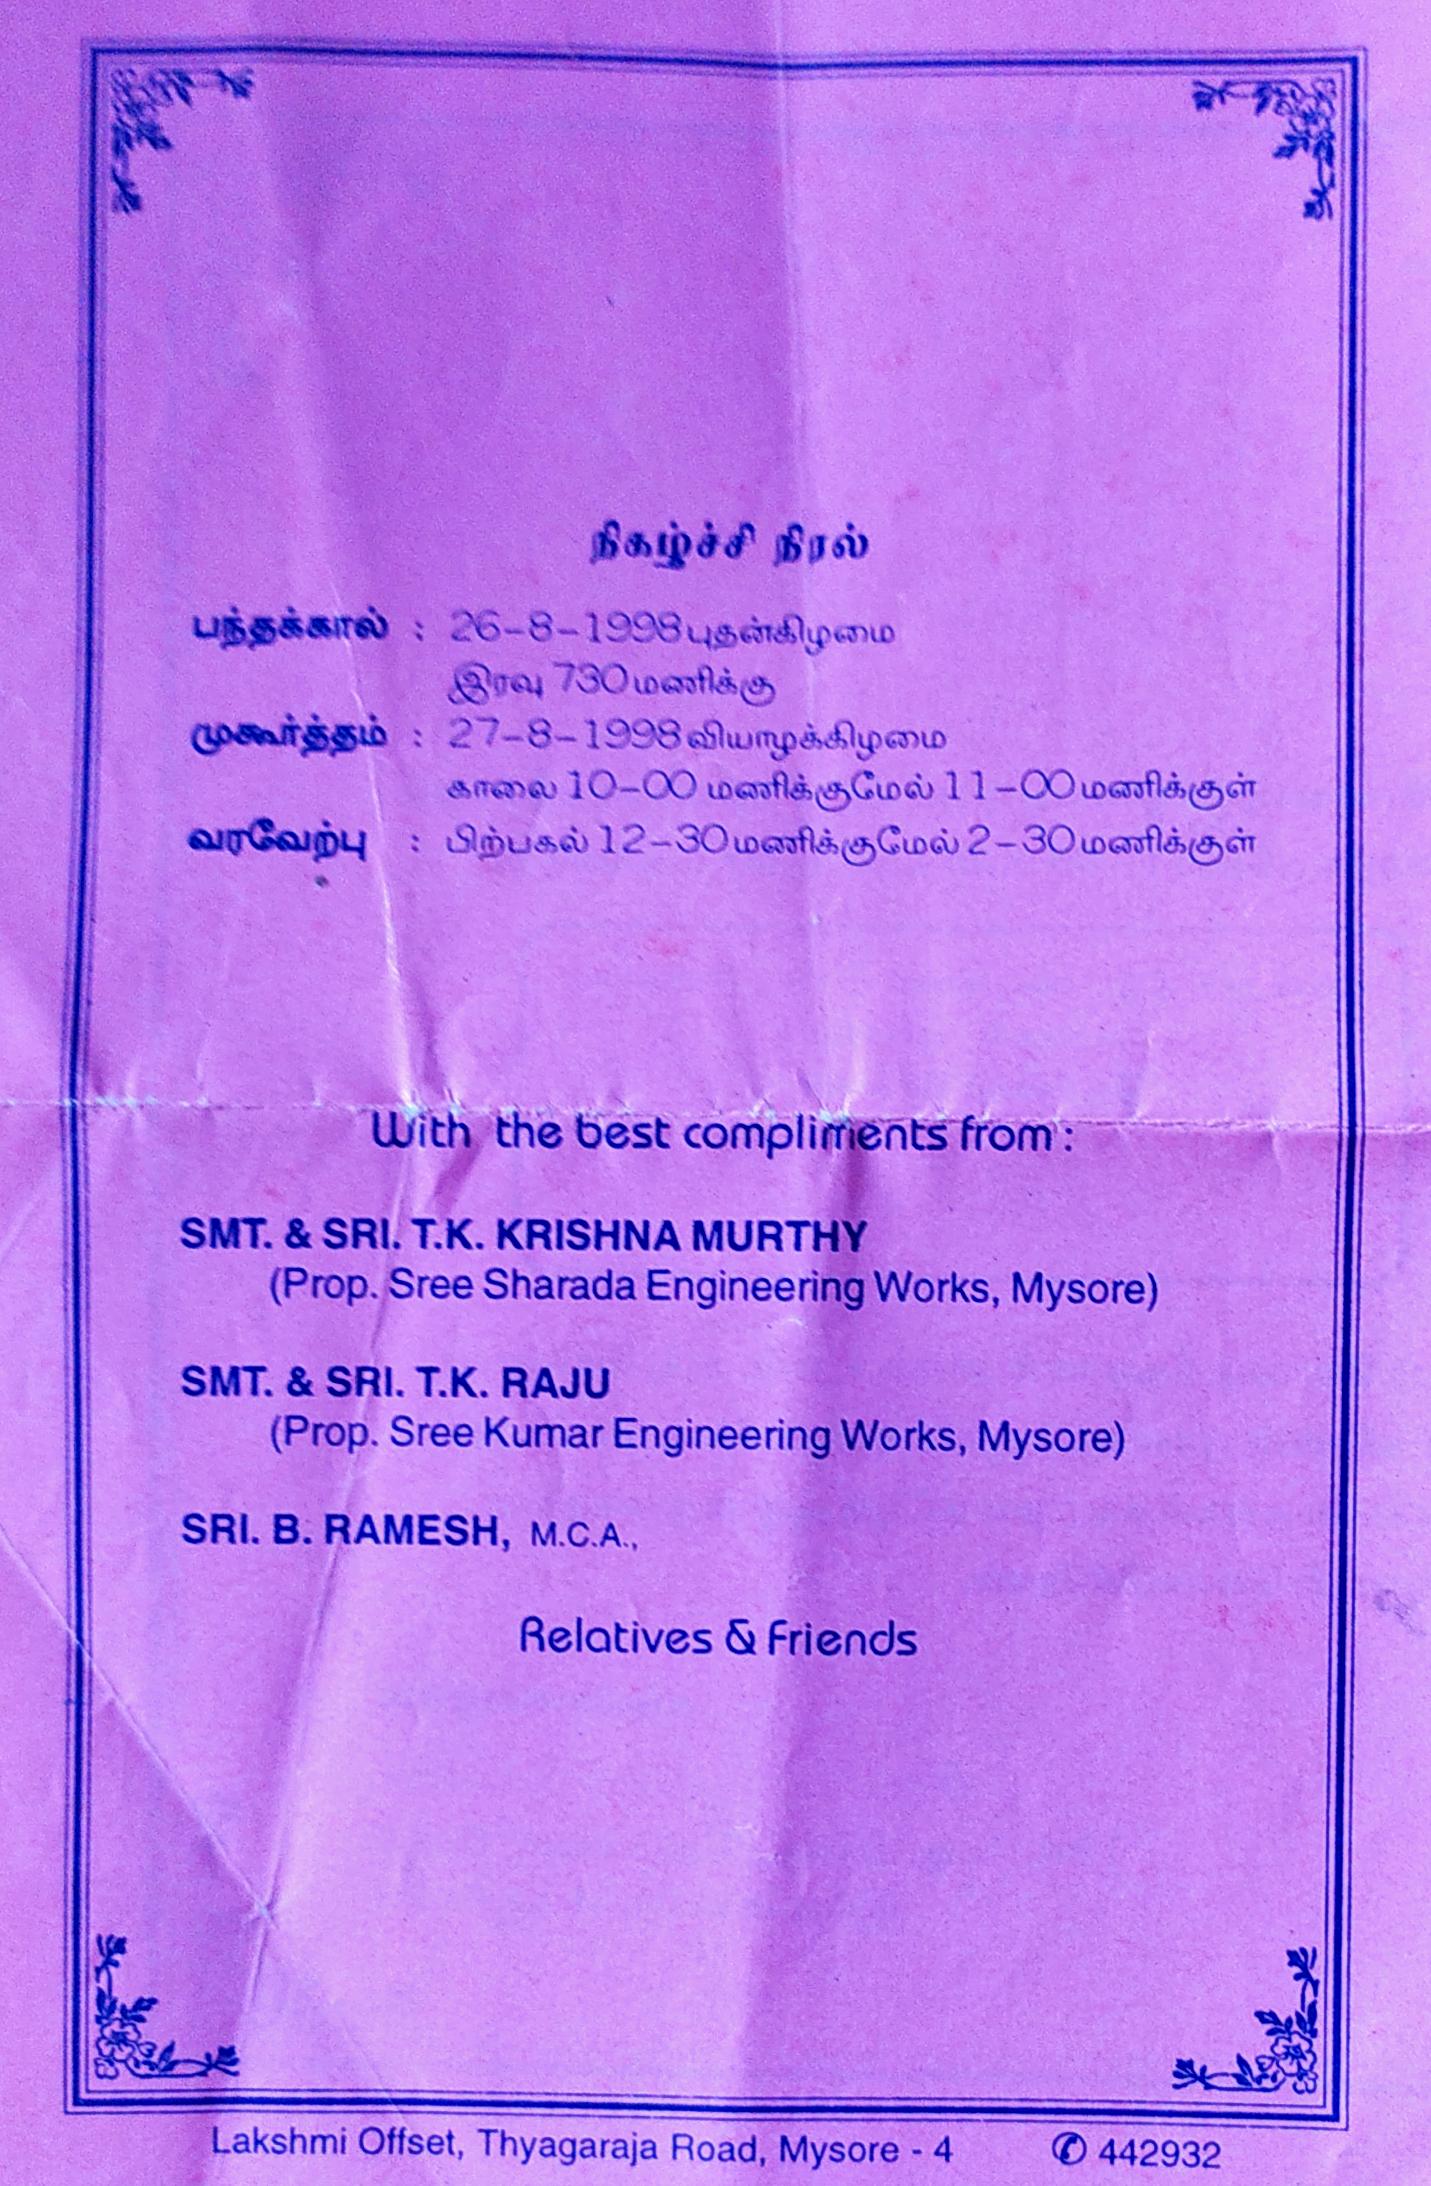 நிகழ்ச்சி நிரல்
பந்தக்கால் : 26-8-1998 புதன்கிழமை
இரவு 730 மணிக்கு
முகூர்த்தம் : 27-8-1998 வியாழக்கிழமை
காலை 10-00 மணிக்குமேல் 11-00 மணிக்குள்
வரவேற்பு : பிற்பகல் 12-30 மணிக்குமேல் 2-30 மணிக்குள்
With the best compliments from :
SMT. & SRI. T.K. KRISHNA MURTHY
(Prop. Sree Sharada Engineering Works, Mysore)
SMT. & SRI. T.K. RAJU
(Prop. Sree Kumar Engineering Works, Mysore)
SRI. B. RAMESH, M.C.A.,
Relatives & Friends
Lakshmi Offset, Thyagaraja Road, Mysore - 4 ✆ 442932